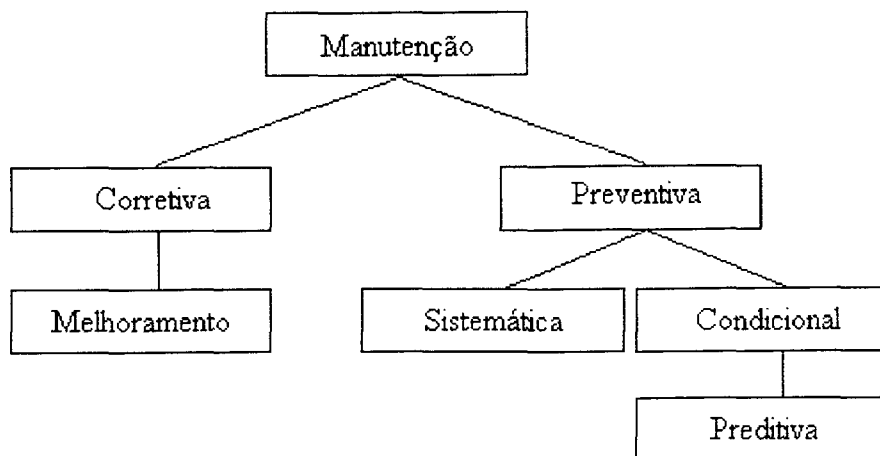 Manutenção
Corretiva
Preventiva
Melhoramento
Sistemática
Condicional
Preditiva